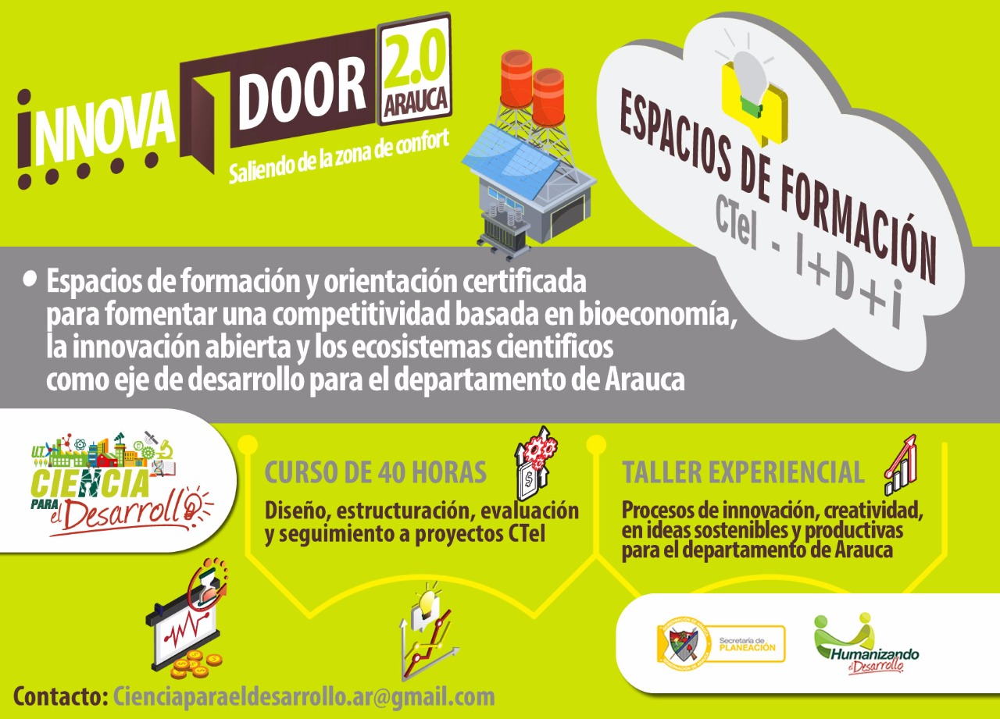 iNNOVA DOOR 2.0
ARAUCA
Saliendo de la zona de confort
ESPACIOS DE FORMACIÓN
CTeI - I+D+i
• Espacios de formación y orientación certificada
para fomentar una competitividad basada en bioeconomía,
la innovación abierta y los ecosistemas cientificos
como eje de desarrollo para el departamento de Arauca
U.T.
CIENCIA
PARA
el Desarrollo
CURSO DE 40 HORAS
Diseño, estructuración, evaluación
y seguimiento a proyectos CTeI
TALLER EXPERIENCIAL
Procesos de innovación, creatividad,
en ideas sostenibles y productivas
para el departamento de Arauca
Secretaría de
PLANEACIÓN
Humanizando
el Desarrollo
Contacto: Cienciaparaeldesarrollo.ar@gmail.com